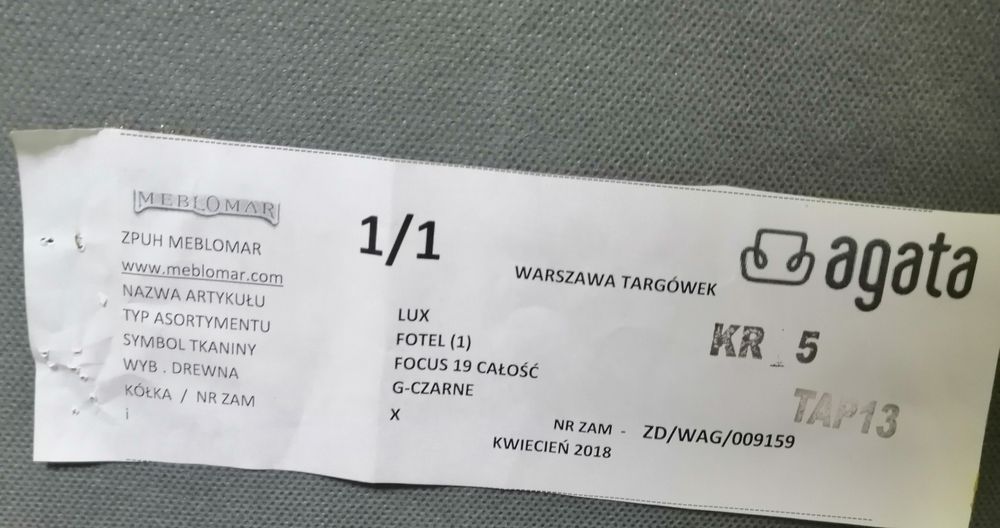 MEBLOMAR
ZPUH MEBLOMAR
www.meblomar.com
NAZWA ARTYKUŁU
TYP ASORTYMENTU
SYMBOL TKANINY
WYB . DREWNA
KÓŁKA / NR ZAM
i
1/1
LUX
FOTEL (1)
FOCUS 19 CAŁOŚĆ
G-CZARNE
X
WARSZAWA TARGÓWEK
agata
KR 5
TAP13
NR ZAM - ZD/WAG/009159
KWIECIEŃ 2018